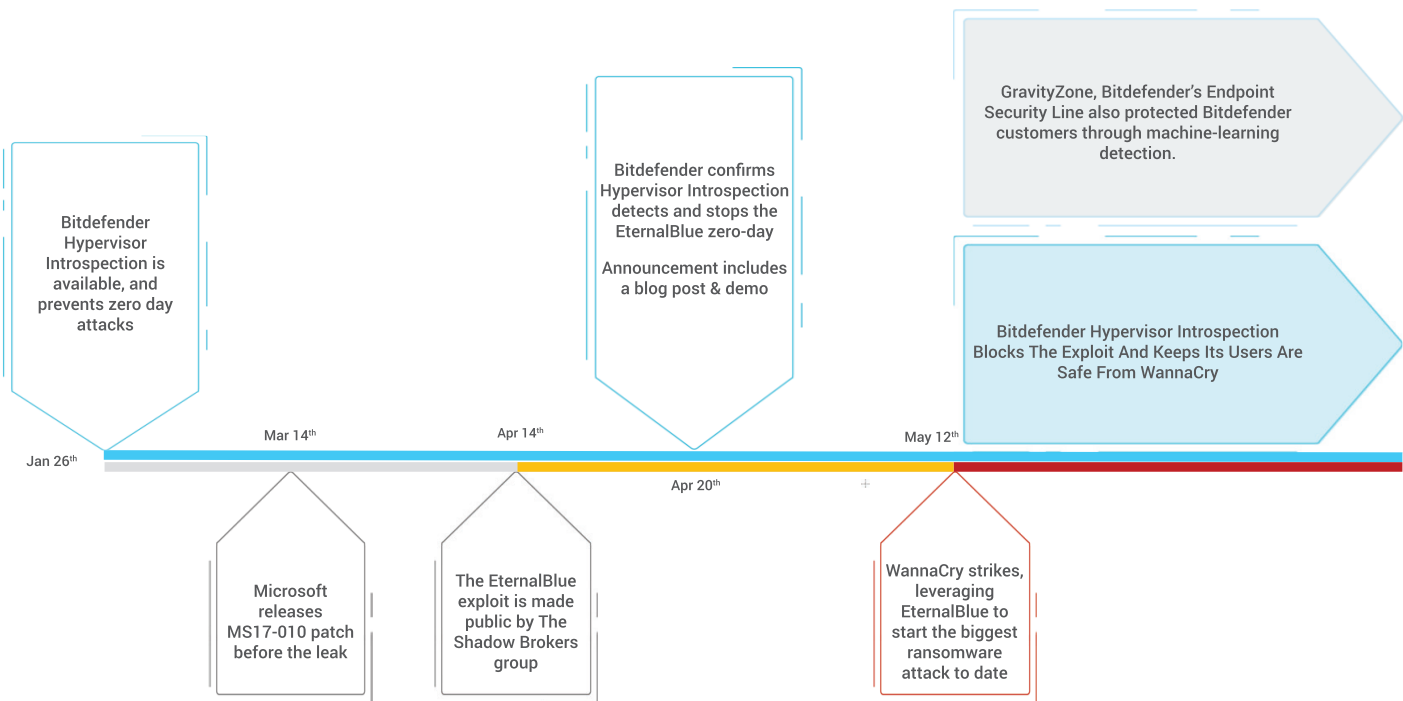 GravityZone, Bitdefender's Endpoint
Security Line also protected Bitdefender
customers through machine-learning
detection.
Bitdefender confirms
Hypervisor Introspection
detects and stops the
EternalBlue zero-day
Announcement includes
a blog post & demo
Bitdefender
Hypervisor
Introspection is
available, and
prevents zero day
attacks
Bitdefender Hypervisor Introspection
Blocks The Exploit And Keeps Its Users Are
Safe From WannaCry
Jan 26th
Mar 14th
Apr 14th
Apr 20th
May 12th
Microsoft
releases
MS17-010 patch
before the leak
The EternalBlue
exploit is made
public by The
Shadow Brokers
group
WannaCry strikes,
leveraging
EternalBlue to
start the biggest
ransomware
attack to date